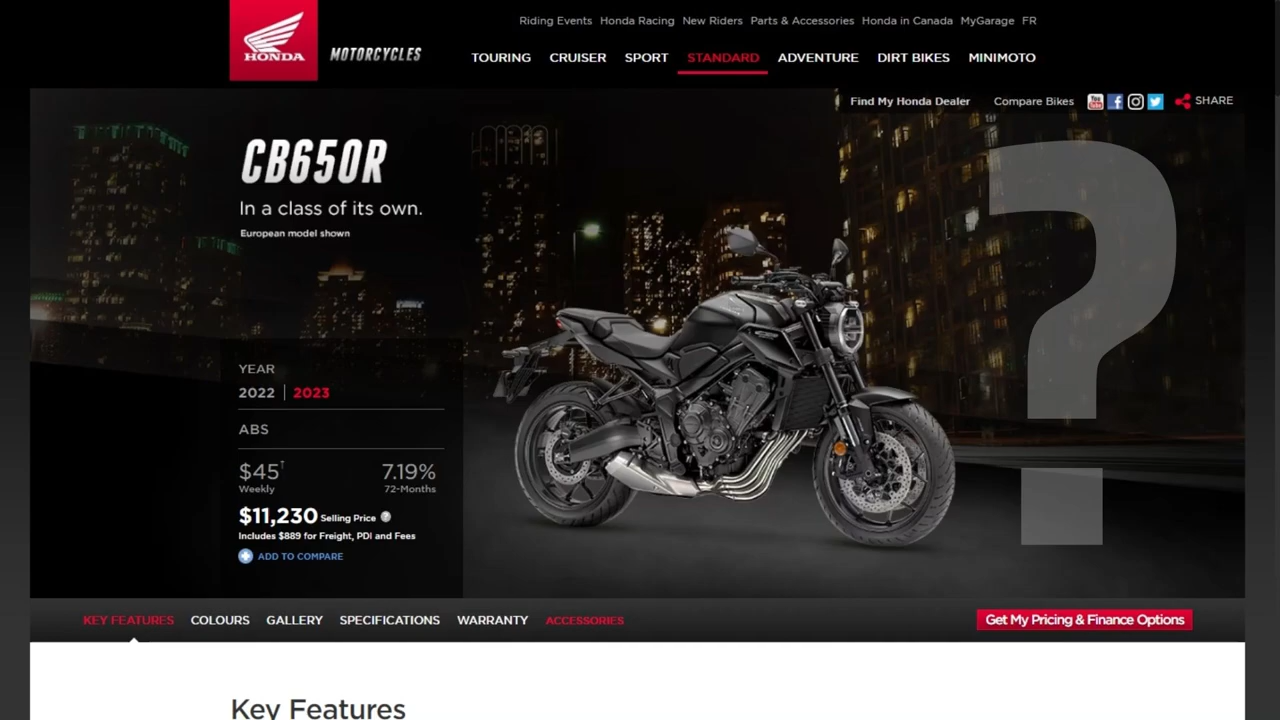 Riding Events Honda Racing New Riders Parts & Accessories Honda in Canada MyGarage FR
HONDA
MOTORCYCLES
TOURING CRUISER SPORT STANDARD ADVENTURE DIRT BIKES MINIMOTO
Find My Honda Dealer Compare Bikes You Tube SHARE
CB650R
In a class of its own.
European model shown
?
YEAR
2022 | 2023
ABS
$45† 7.19%
Weekly 72-Months
$11,230 Selling Price ?
Includes $889 for Freight, PDI and Fees
ADD TO COMPARE
KEY FEATURES COLOURS GALLERY SPECIFICATIONS WARRANTY ACCESSORIES
Get My Pricing & Finance Options
Key Features